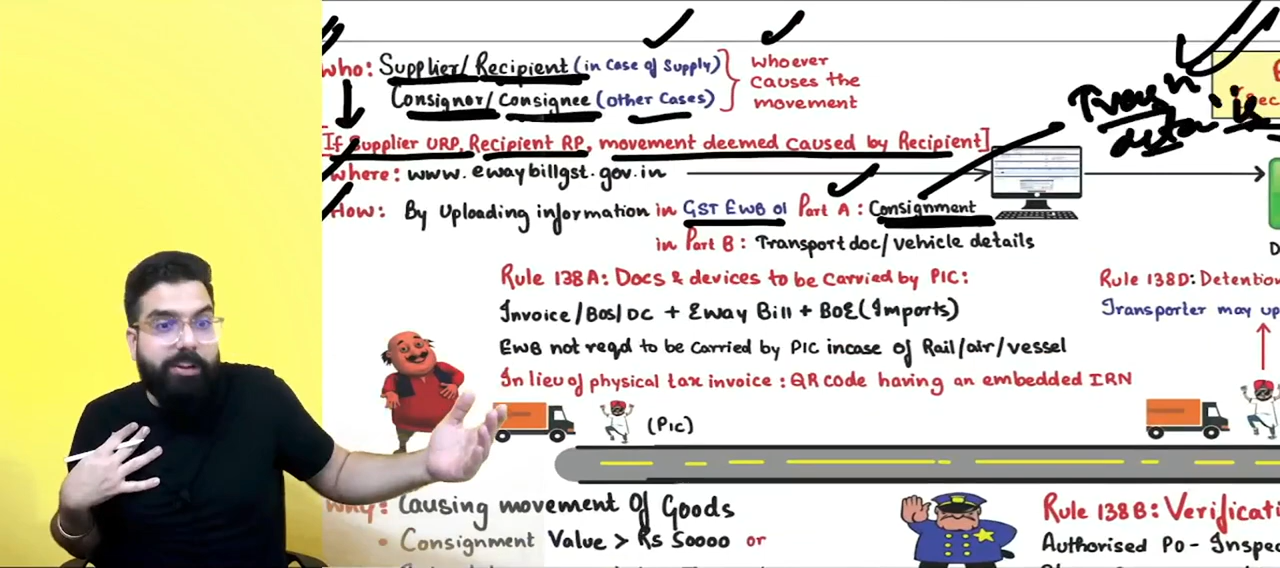 Who: Supplier/Recipient (in Case of Supply)
Consignor/Consignee (Other Cases)
whoever
causes the
movement
[If Supplier URP, Recipient RP, movement deemed caused by Recipient]
Where: www.ewaybillgst.gov.in
How: By Uploading information in GST EWB 01 Part A: Consignment
in Part B: Transport doc/vehicle details
Rule 138A: Docs & devices to be carried by PIC:
Invoice/BOS/DC + Eway Bill + BOE (Imports)
EWB not reqd to be carried by PIC incase of Rail/air/vessel
In lieu of physical tax invoice: QR code having an embedded IRN
(PIC)
Rule 138D: Detention
Transporter may up
Why: Causing movement Of Goods
• Consignment Value > Rs 50000 or
Rule 138B: Verificati
Authorised PO- Inspe